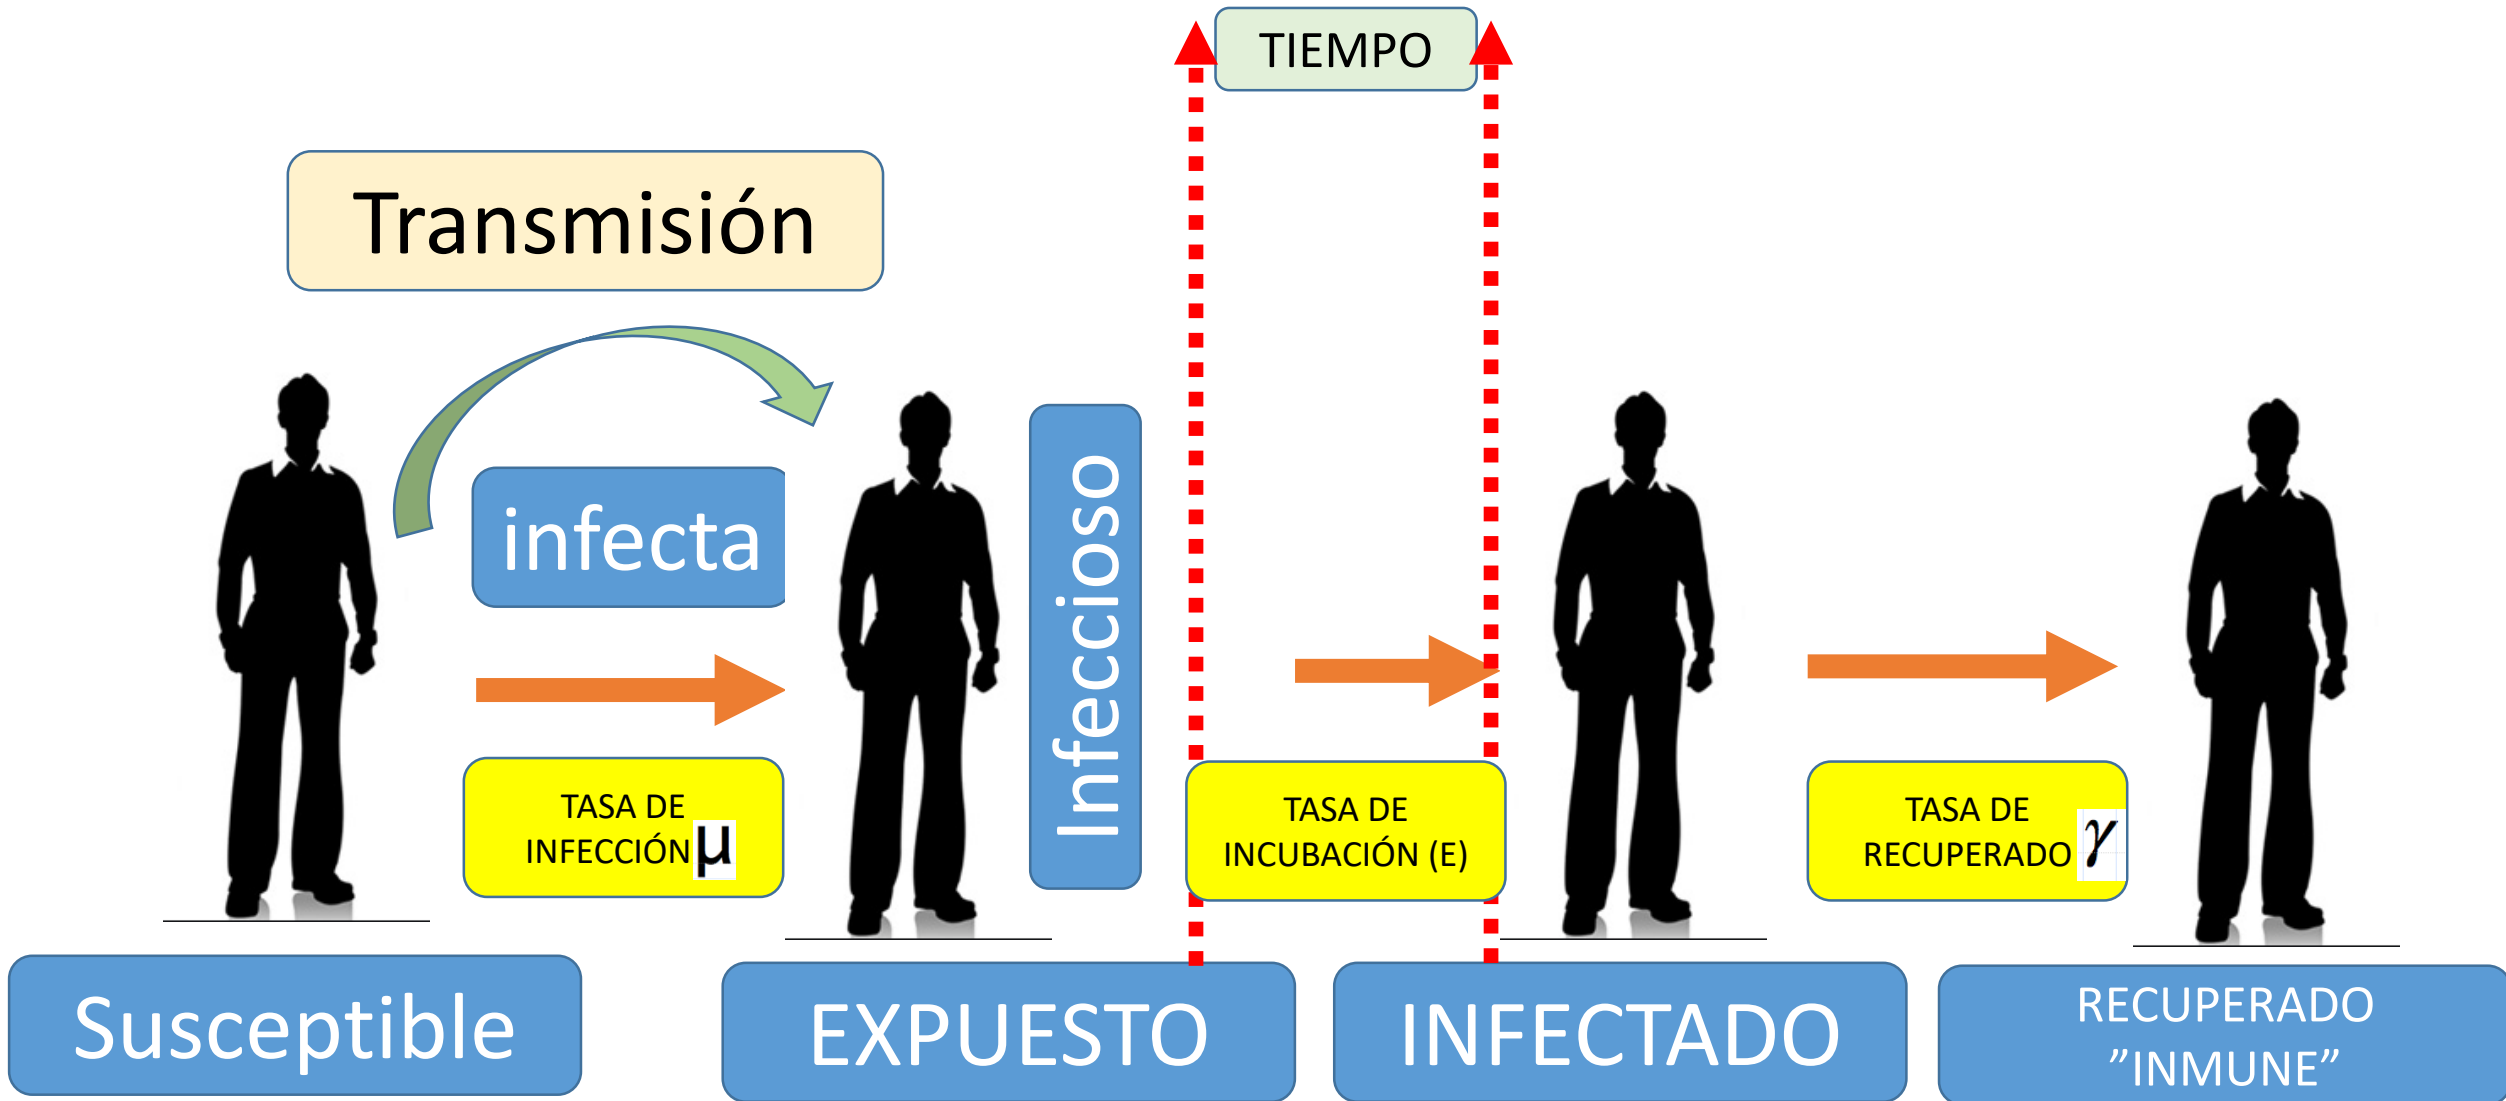 TIEMPO
Transmisión
infecta
Infeccioso
TASA DE
INFECCIÓN μ
TASA DE
INCUBACIÓN (E)
TASA DE
RECUPERADO γ
Susceptible
EXPUESTO
INFECTADO
RECUPERADO
”INMUNE”